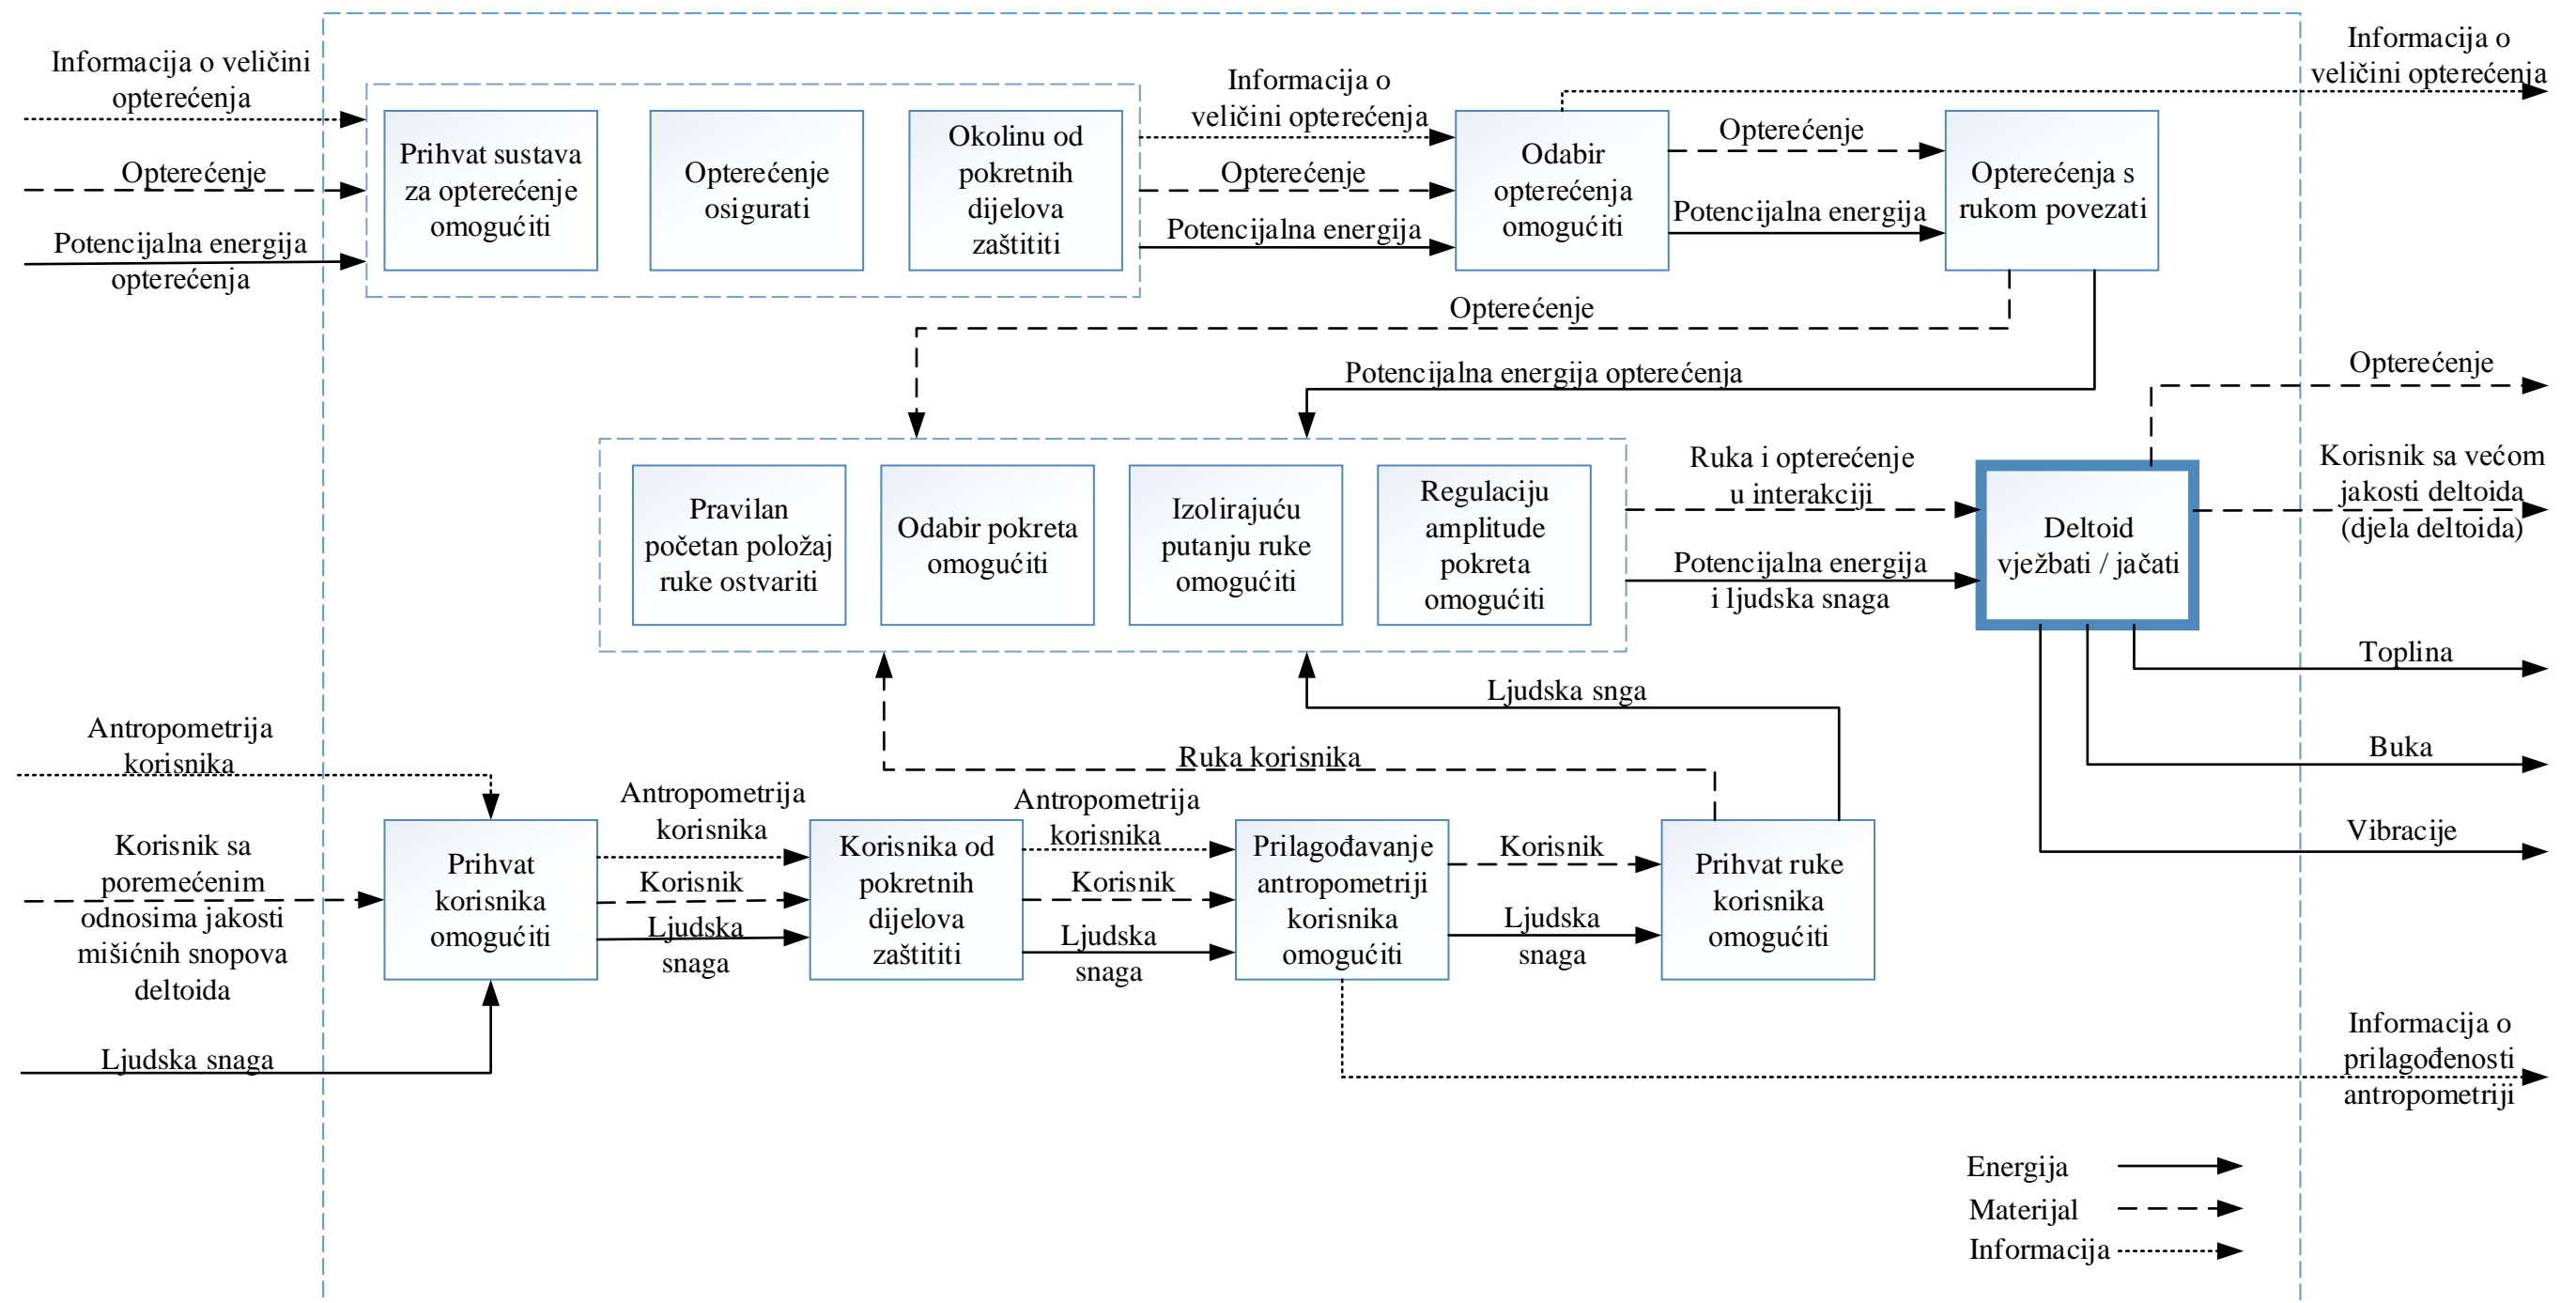 Informacija o veličini
opterećenja
Opterećenje
Potencijalna energija
opterećenja
Prihvat sustava
za opterećenje
omogućiti
Opterećenje
osigurati
Okolinu od
pokretnih
dijelova
zaštititi
Informacija o
veličini opterećenja
Opterećenje
Potencijalna energija
Odabir
opterećenja
omogućiti
Opterećenje
Potencijalna energija
Opterećenja s
rukom povezati
Informacija o
veličini opterećenja
Opterećenje
Potencijalna energija opterećenja
Pravilan
početan položaj
ruke ostvariti
Odabir pokreta
omogućiti
Izolirajuću
putanju ruke
omogućiti
Regulaciju
amplitude
pokreta
omogućiti
Ruka i opterećenje
u interakciji
Potencijalna energija
i ljudska snaga
Deltoid
vježbati / jačati
Opterećenje
Korisnik sa većom
jakosti deltoida
(djela deltoida)
Toplina
Buka
Vibracije
Ljudska snga
Ruka korisnika
Antropometrija
korisnika
Korisnik sa
poremećenim
odnosima jakosti
mišićnih snopova
deltoida
Ljudska snaga
Prihvat
korisnika
omogućiti
Antropometrija
korisnika
Korisnik
Ljudska
snaga
Korisnika od
pokretnih
dijelova
zaštititi
Antropometrija
korisnika
Korisnik
Ljudska
snaga
Prilagođavanje
antropometriji
korisnika
omogućiti
Korisnik
Ljudska
snaga
Prihvat ruke
korisnika
omogućiti
Informacija o
prilagođenosti
antropometriji
Energija
Materijal
Informacija